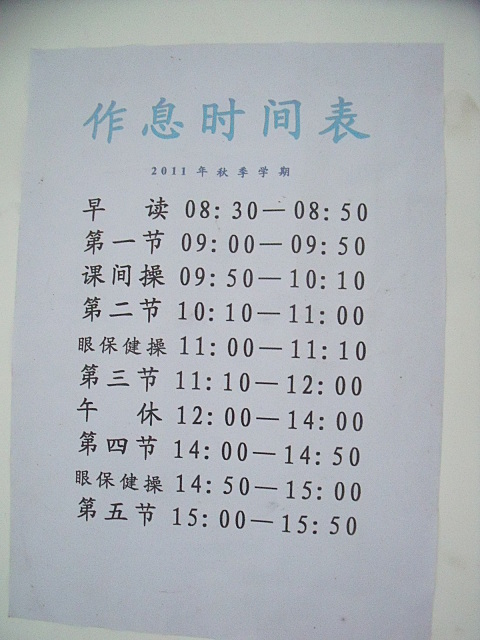 作息时间表
2011年秋季学期
早 读 08:30—08:50
第一节 09:00—09:50
课间操 09:50—10:10
第二节 10:10—11:00
眼保健操 11:00—11:10
第三节 11:10—12:00
午 休 12:00—14:00
第四节 14:00—14:50
眼保健操 14:50—15:00
第五节 15:00—15:50